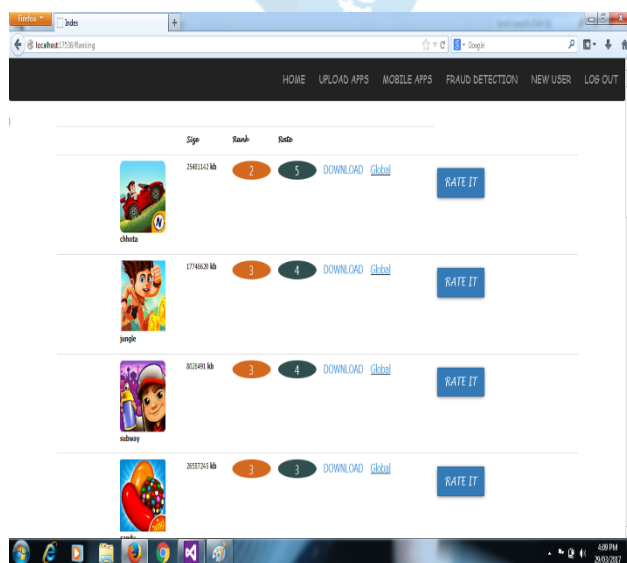 Firefox
Index
localhost:17538/Ranking
Google
HOME UPLOAD APPS MOBILE APPS FRAUD DETECTION NEW USER LOG OUT
Size Rank Rate
25481142 kb 2 5 DOWNLOAD Global RATE IT
chhota
17746620 kb 3 4 DOWNLOAD Global RATE IT
jungle
8026491 kb 3 4 DOWNLOAD Global RATE IT
subway
26557245 kb 3 3 DOWNLOAD Global RATE IT
4:09 PM
29/03/2017